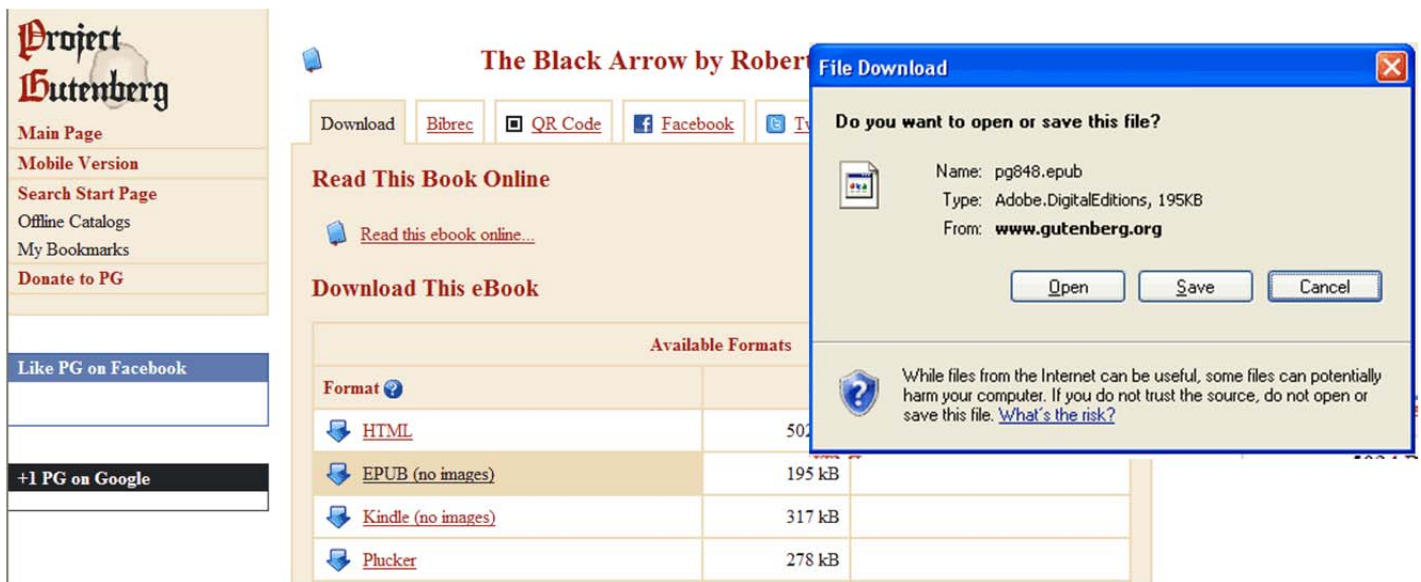 Project
Gutenberg
Main Page
Mobile Version
Search Start Page
Offline Catalogs
My Bookmarks
Donate to PG
Like PG on Facebook
+1 PG on Google
The Black Arrow by Robert
Download Bibrec QR Code Facebook
Read This Book Online
Read this ebook online...
Download This eBook
Available Formats
Format
HTML 502
EPUB (no images) 195 kB
Kindle (no images) 317 kB
Plucker 278 kB
File Download
Do you want to open or save this file?
Name: pg848.epub
Type: Adobe.DigitalEditions, 195KB
From: www.gutenberg.org
Open Save Cancel
While files from the Internet can be useful, some files can potentially
harm your computer. If you do not trust the source, do not open or
save this file. What's the risk?